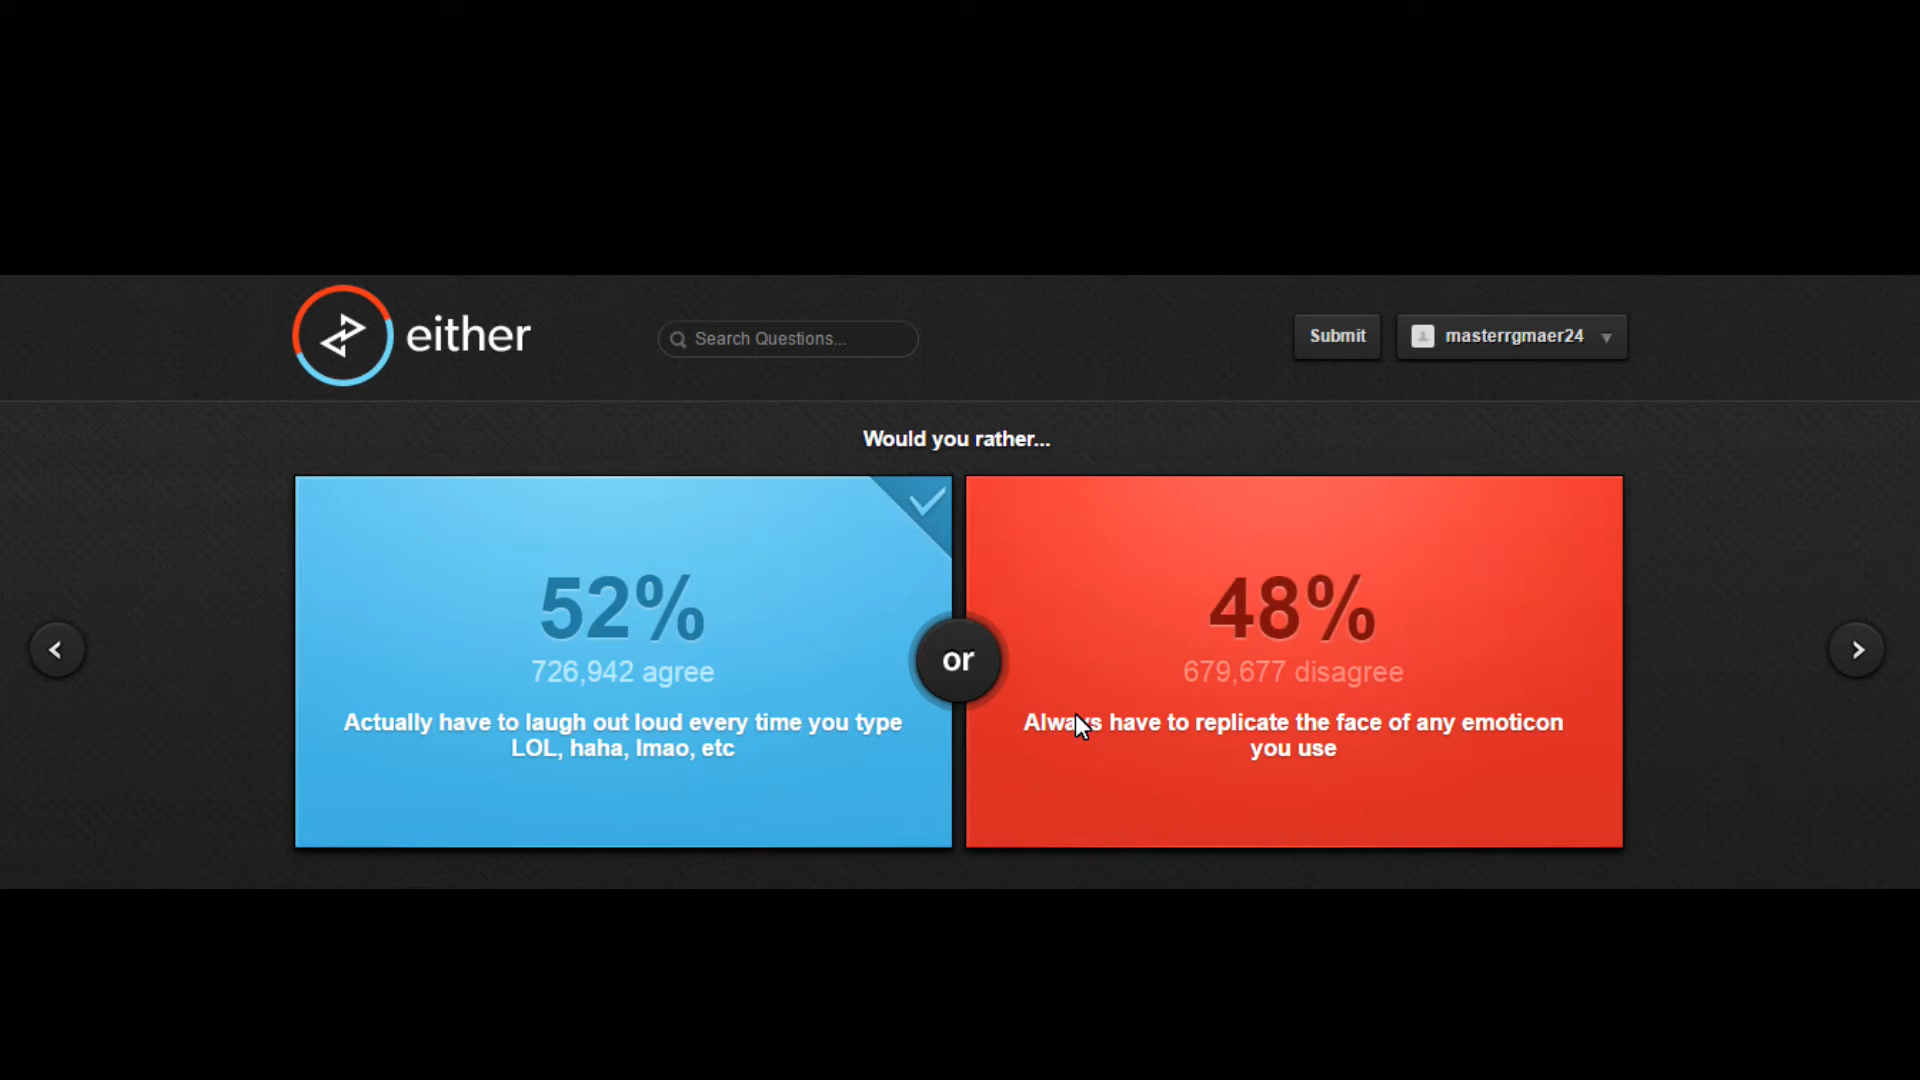 either
Search Questions...
Submit
masterrgmaer24
Would you rather...
52%
726,942 agree
Actually have to laugh out loud every time you type
LOL, haha, lmao, etc
or
48%
679,677 disagree
Always have to replicate the face of any emoticon
you use